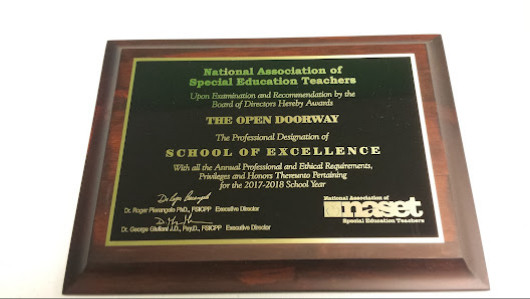 National Association of
Special Education Teachers
Upon Examination and Recommendation by the
Board of Directors Hereby Awards
THE OPEN DOORWAY
The Professional Designation of
SCHOOL OF EXCELLENCE
With all the Annual Professional and Ethical Requirements,
Privileges and Honors Thereunto Pertaining
for the 2017-2018 School Year
Dr. Roger Pierangelo Ph.D., FSICPP Executive Director
Dr. George Giuliani J.D., Psy.D., FSICPP Executive Director
National Association of
naset
Special Education Teachers